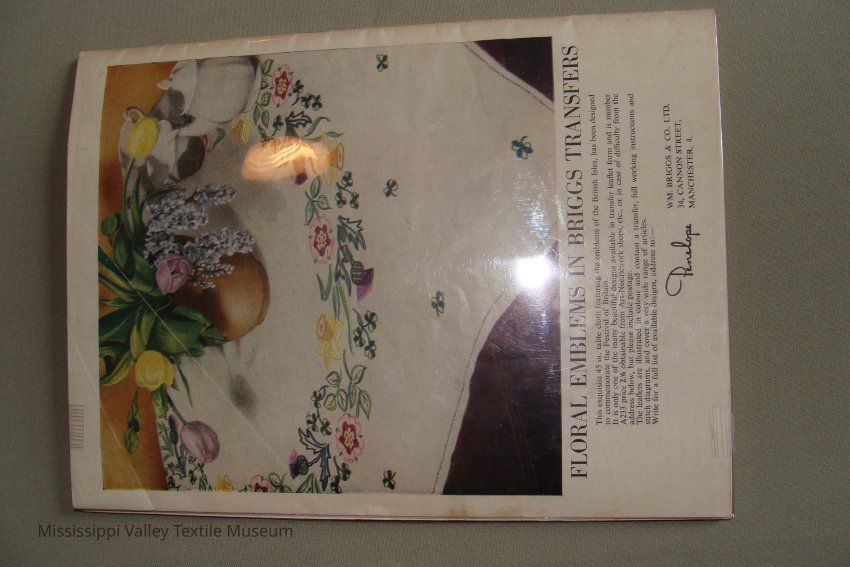 FLORAL EMBLEMS IN BRIGGS TRANSFERS
This exquisite 45 in. table cloth featuring the emblems of the British Isles, has been designed
to commemorate the Festival of Britain.
It is only one of the many beautiful designs available in transfer leaflet form and is number
A233 price 2/6 obtainable from Art-Needlework shops, etc., or in case of difficulty from the
address below, but please include postage.
The leaflets are illustrated in colour and contain a transfer, full working instructions and
stitch diagrams, and cover a very wide range of articles.
Write for a full list of available designs, address to:—
Penelope
WM. BRIGGS & CO. LTD.
34, CANNON STREET,
MANCHESTER, 4.
Mississippi Valley Textile Museum